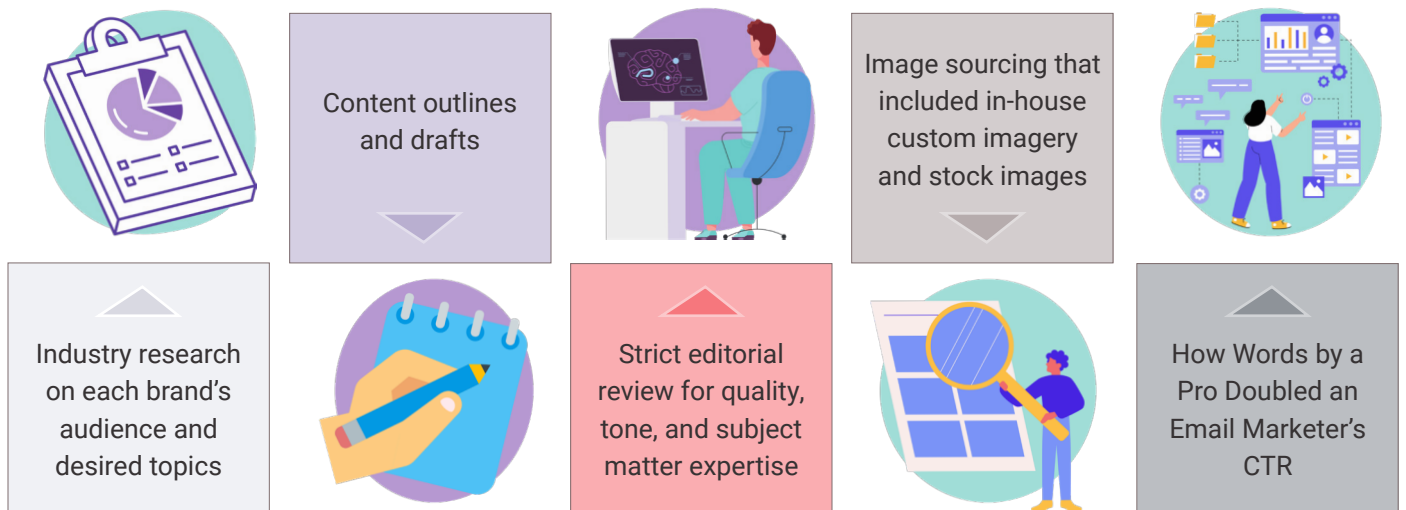 Industry research
on each brand’s
audience and
desired topics
Content outlines
and drafts
Strict editorial
review for quality,
tone, and subject
matter expertise
Image sourcing that
included in-house
custom imagery
and stock images
How Words by a
Pro Doubled an
Email Marketer’s
CTR